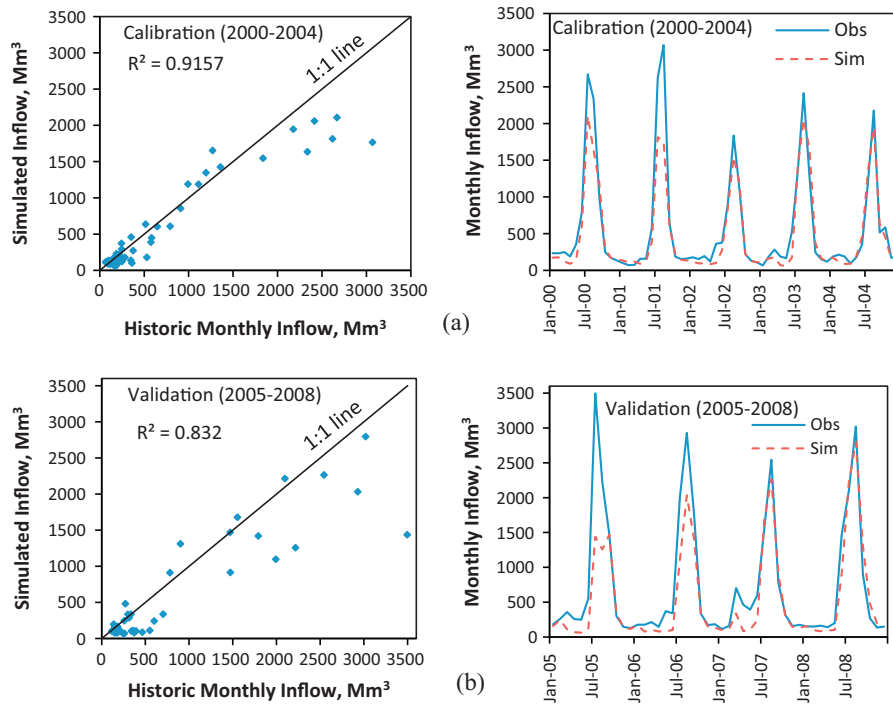 Calibration (2000-2004)
R² = 0.9157
1:1 line
Simulated Inflow, Mm³
3500
3000
2500
2000
1500
1000
500
0
0 500 1000 1500 2000 2500 3000 3500
Historic Monthly Inflow, Mm³
Calibration (2000-2004)
Obs
Sim
Monthly Inflow, Mm³
3500
3000
2500
2000
1500
1000
500
0
Jan-00
Jul-00
Jan-01
Jul-01
Jan-02
Jul-02
Jan-03
Jul-03
Jan-04
Jul-04
(a)
Validation (2005-2008)
R² = 0.832
1:1 line
Simulated Inflow, Mm³
3500
3000
2500
2000
1500
1000
500
0
0 600 1200 1800 2400 3000 3600
Historic Monthly Inflow, Mm³
Validation (2005-2008)
Obs
Sim
Monthly Inflow, Mm³
3500
3000
2500
2000
1500
1000
500
0
Jan-05
Jul-05
Jan-06
Jul-06
Jan-07
Jul-07
Jan-08
Jul-08
(b)